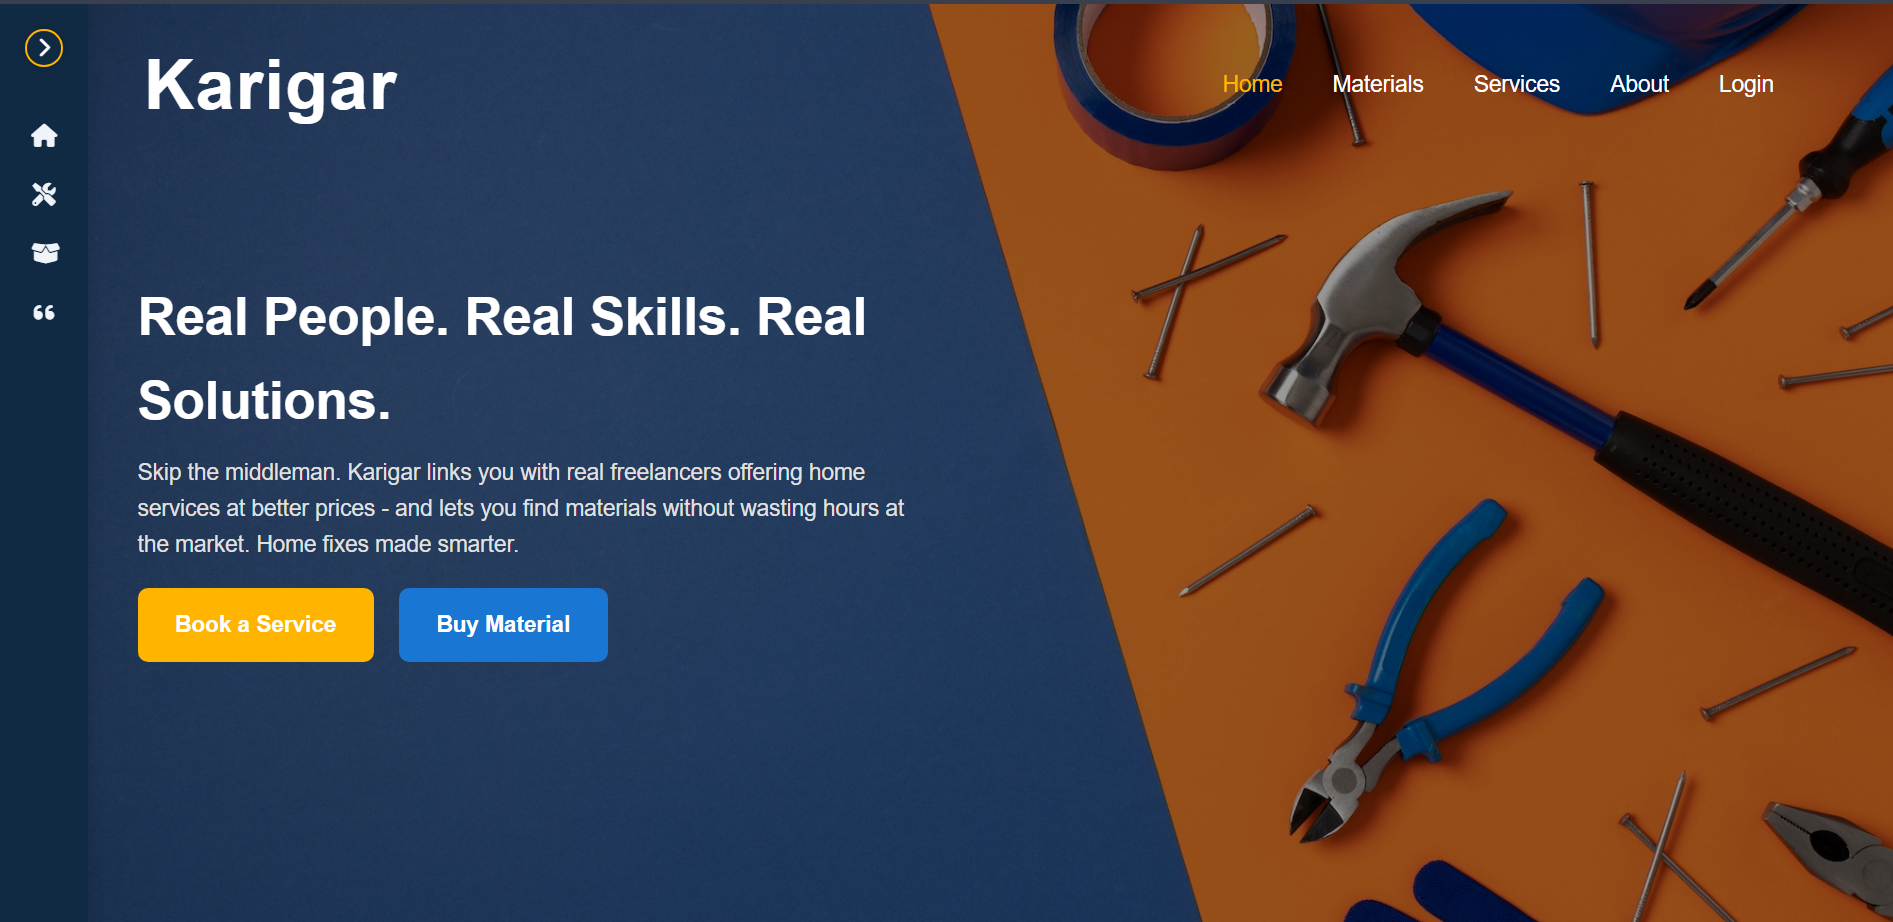 Karigar
Home
Materials
Services
About
Login
Real People. Real Skills. Real
Solutions.
Skip the middleman. Karigar links you with real freelancers offering home
services at better prices - and lets you find materials without wasting hours at
the market. Home fixes made smarter.
Book a Service
Buy Material